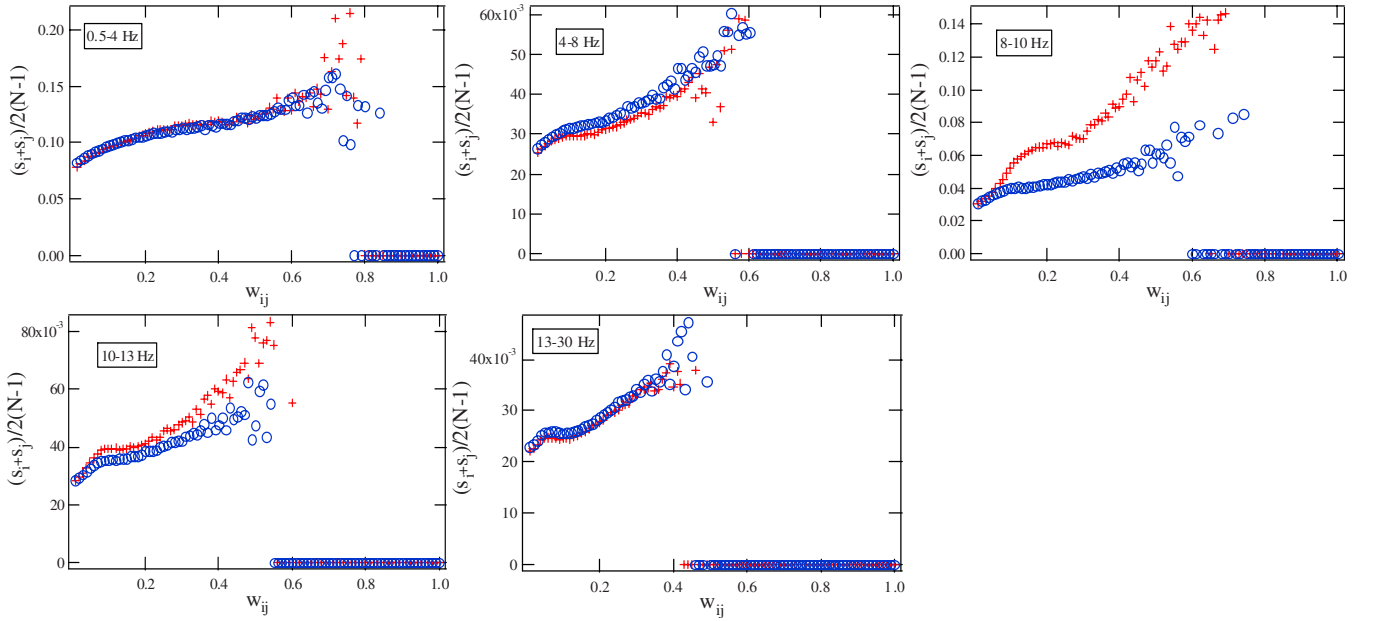 0.5-4 Hz
(s_i+s_j)/2(N-1)
0.20
0.15
0.10
0.05
0.00
0.2 0.4 0.6 0.8 1.0
w_ij
4-8 Hz
(s_i+s_j)/2(N-1)
60x10^-3
50
40
30
20
10
0
0.2 0.4 0.6 0.8 1.0
w_ij
8-10 Hz
(s_i+s_j)/2(N-1)
0.14
0.12
0.10
0.08
0.06
0.04
0.02
0.00
0.2 0.4 0.6 0.8 1.0
w_ij
10-13 Hz
(s_i+s_j)/2(N-1)
80x10^-3
60
40
20
0
0.2 0.4 0.6 0.8 1.0
w_ij
13-30 Hz
(s_i+s_j)/2(N-1)
40x10^-3
30
20
10
0
0.2 0.4 0.6 0.8 1.0
w_ij